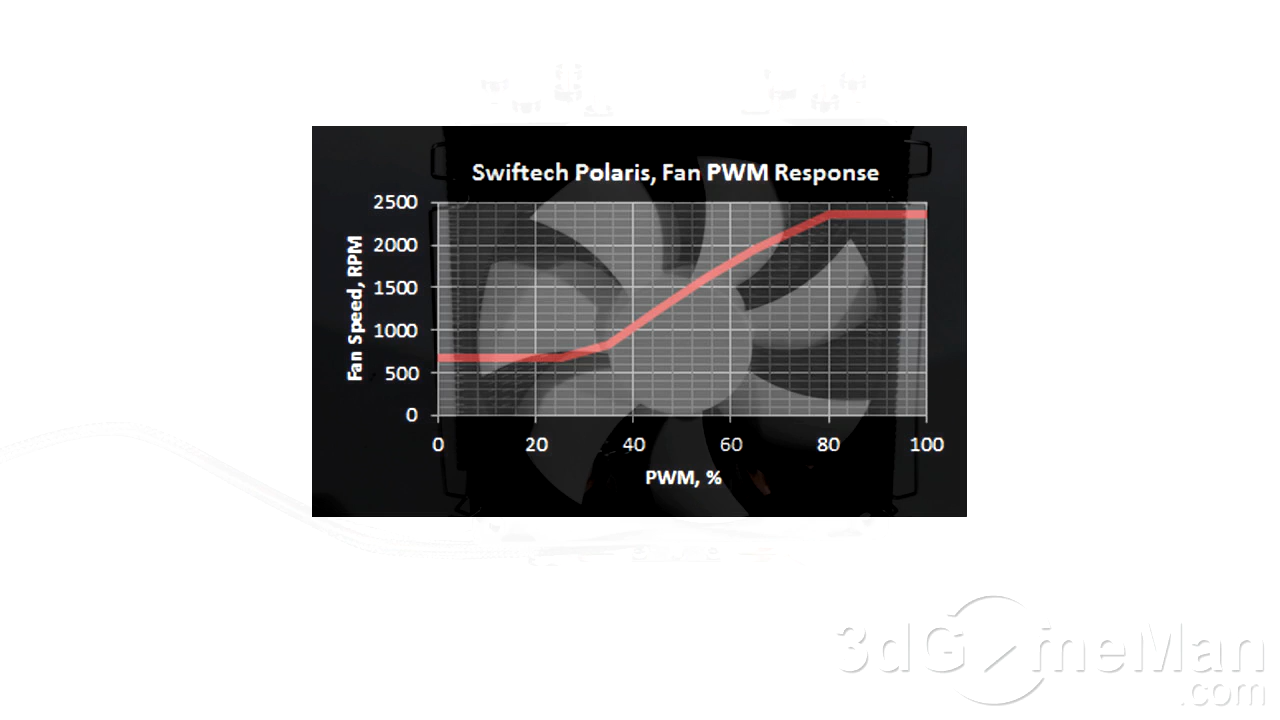 Swiftech Polaris, Fan PWM Response
Fan Speed, RPM
2500
2000
1500
1000
500
0
0 20 40 60 80 100
PWM, %
3dGameMan
.com